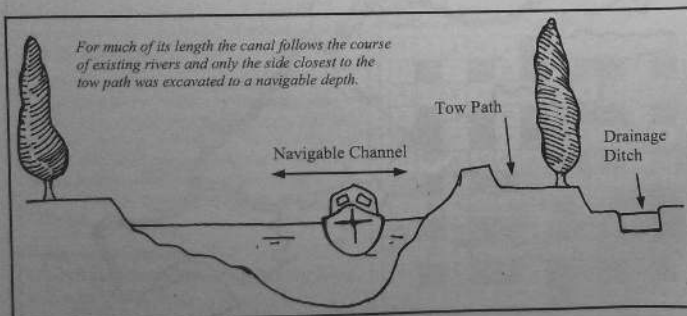 For much of its length the canal follows the course
of existing rivers and only the side closest to the
tow path was excavated to a navigable depth.
Tow Path
Drainage
Ditch
Navigable Channel